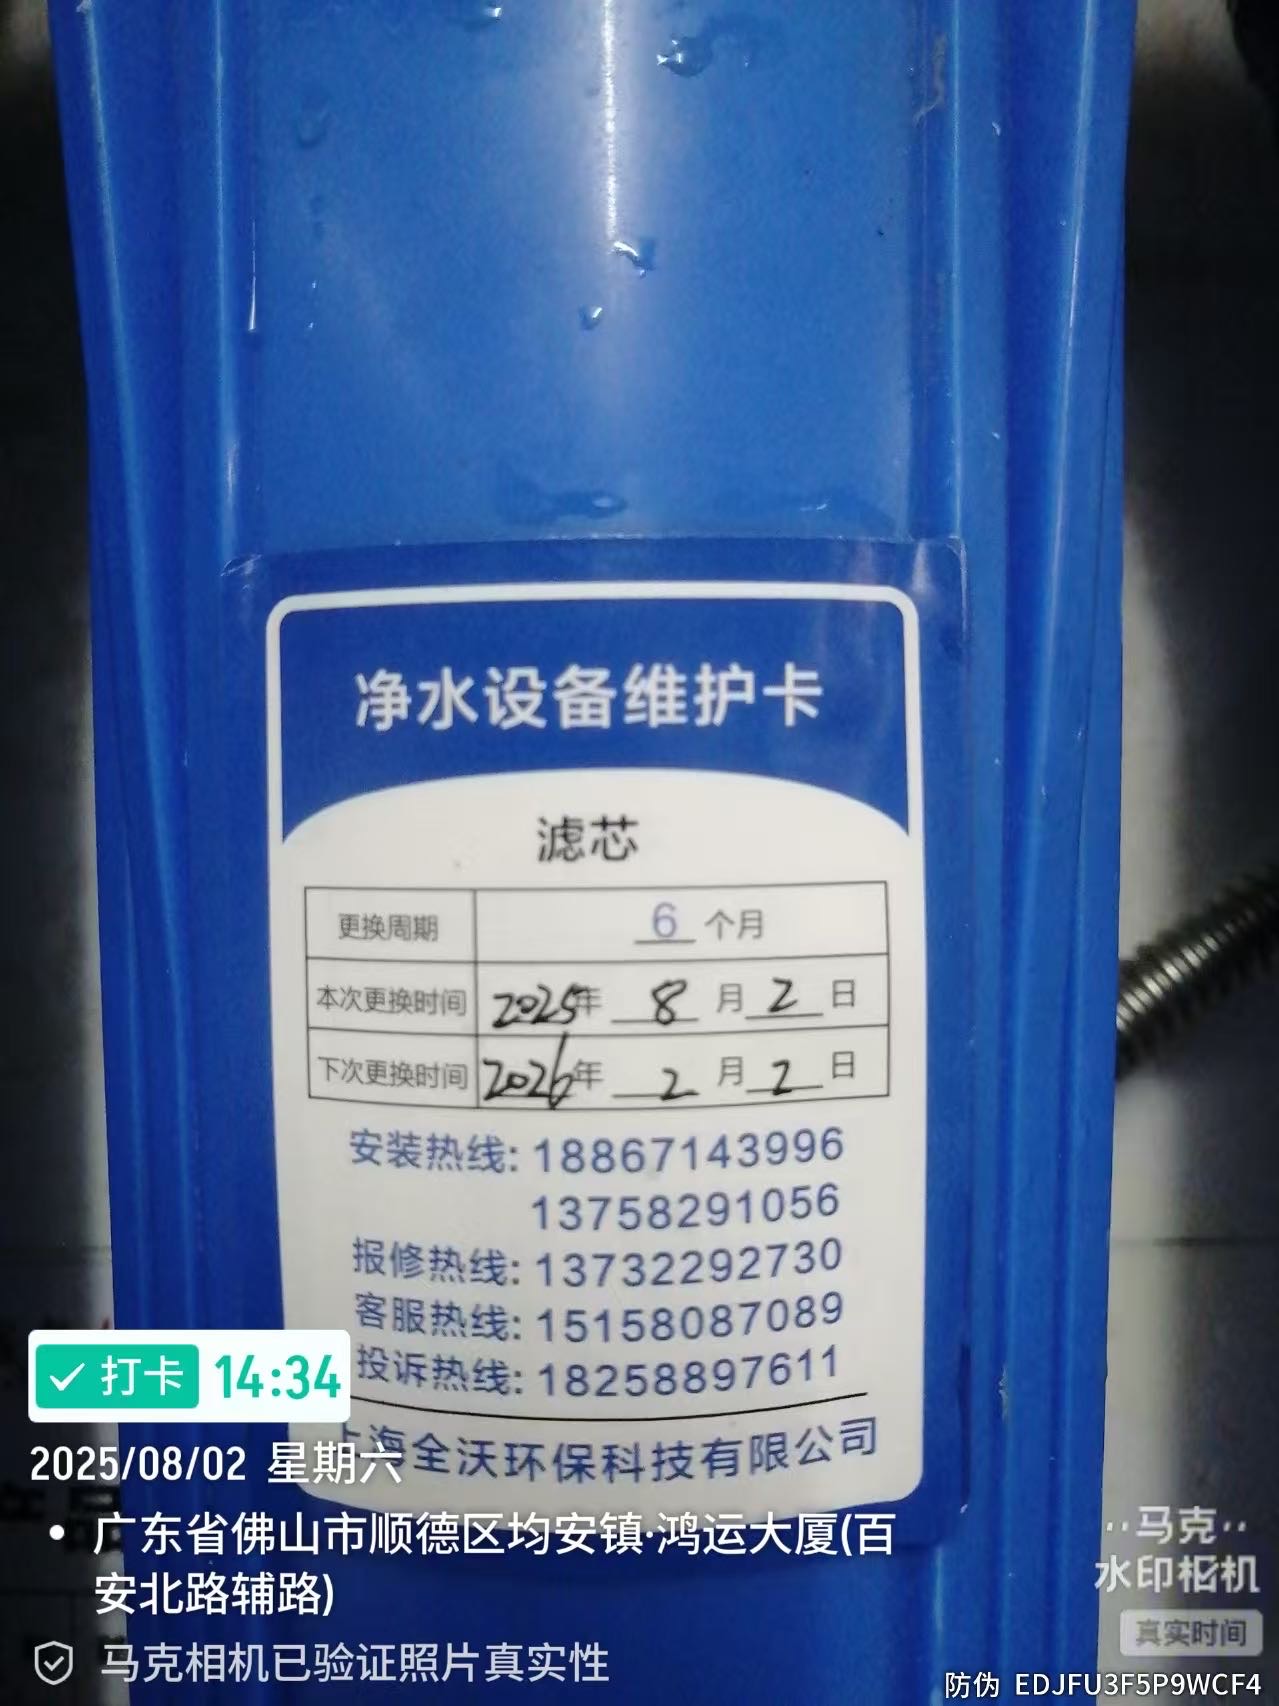 净水设备维护卡
滤芯
更换周期 6 个月
本次更换时间 2025年 8 月 2 日
下次更换时间 2026年 2 月 2 日
安装热线: 18867143996
13758291056
报修热线: 13732292730
客服热线: 15158087089
投诉热线: 18258897611
上海全沃环保科技有限公司
打卡 14:34
2025/08/02 星期六
广东省佛山市顺德区均安镇·鸿运大厦(百
安北路辅路)
马克相机已验证照片真实性
马克
水印相机
真实时间
防伪 EDJFU3F5P9WCF4